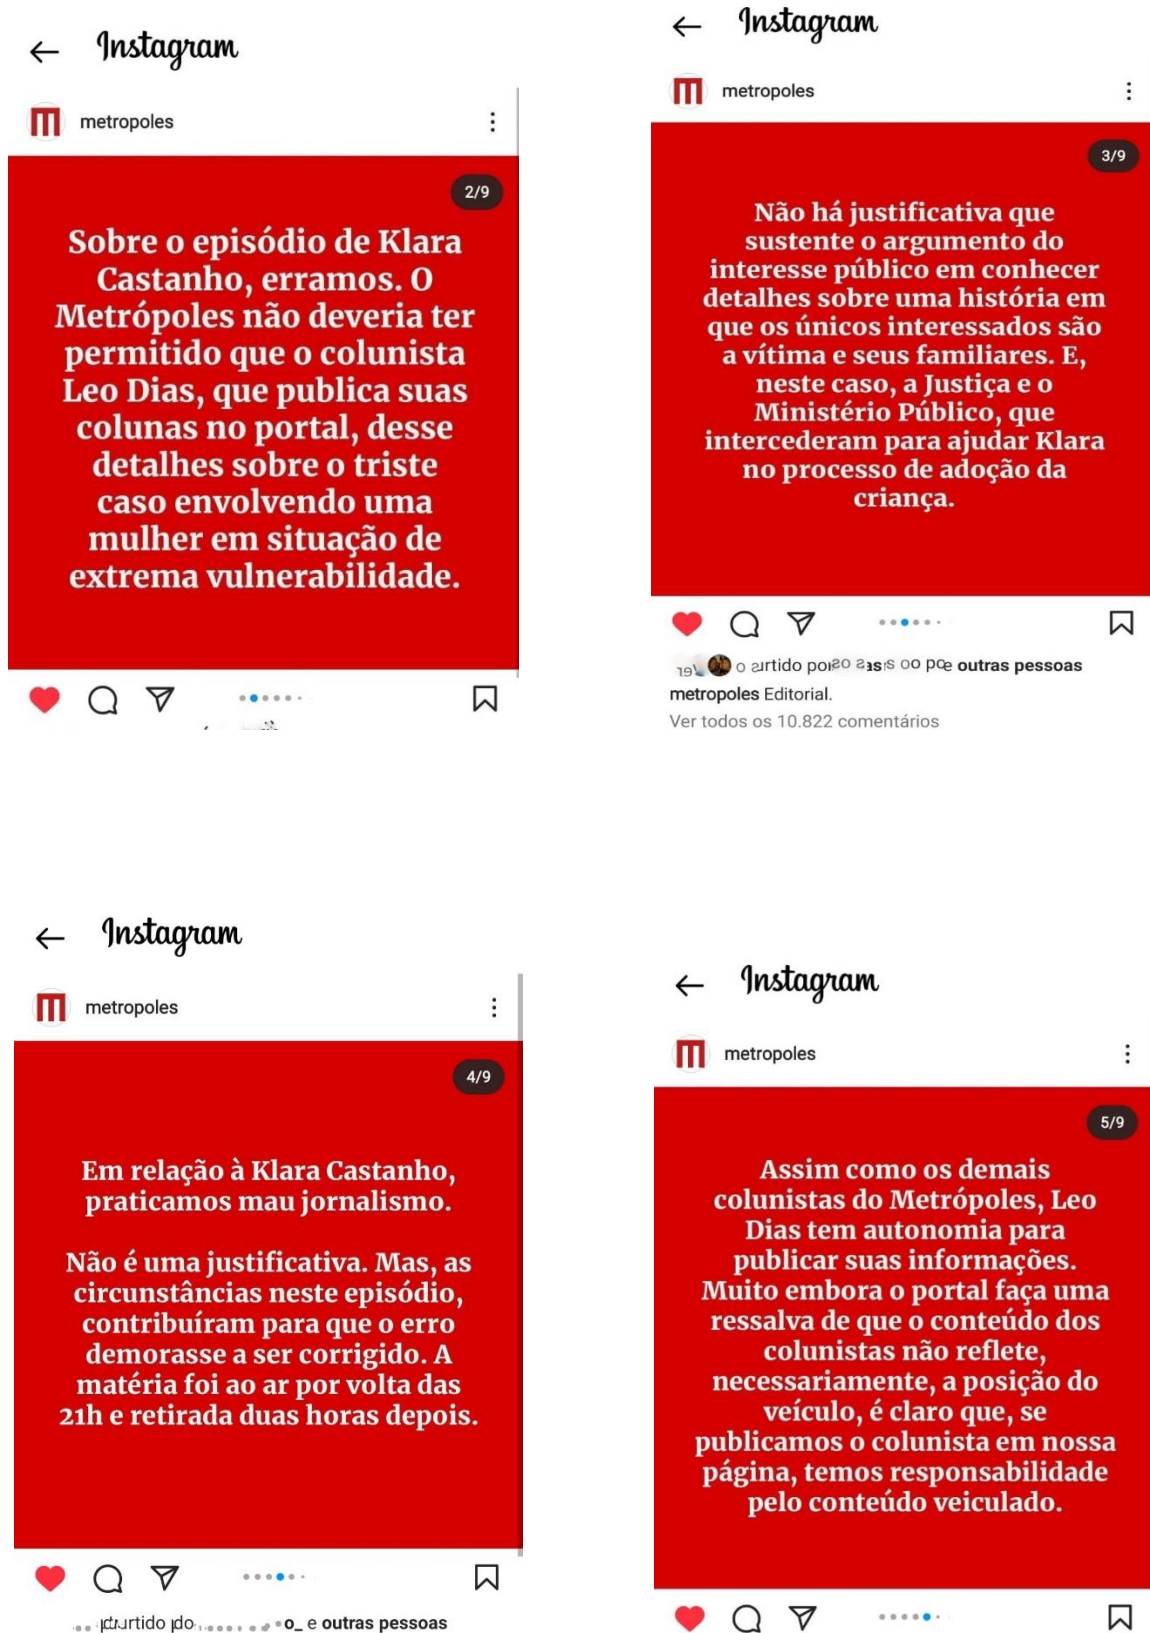 Instagram
metropoles
2/9
Sobre o episódio de Klara
Castanho, erramos. O
Metrópoles não deveria ter
permitido que o colunista
Leo Dias, que publica suas
colunas no portal, desse
detalhes sobre o triste
caso envolvendo uma
mulher em situação de
extrema vulnerabilidade.
Instagram
metropoles
3/9
Não há justificativa que
sustente o argumento do
interesse público em conhecer
detalhes sobre uma história em
que os únicos interessados são
a vítima e seus familiares. E,
neste caso, a Justiça e o
Ministério Público, que
intercederam para ajudar Klara
no processo de adoção da
criança.
outras pessoas
metropoles Editorial.
Ver todos os 10.822 comentários
Instagram
metropoles
4/9
Em relação à Klara Castanho,
praticamos mau jornalismo.
Não é uma justificativa. Mas, as
circunstâncias neste episódio,
contribuíram para que o erro
demorasse a ser corrigido. A
matéria foi ao ar por volta das
21h e retirada duas horas depois.
e outras pessoas
Instagram
metropoles
5/9
Assim como os demais
colunistas do Metrópoles, Leo
Dias tem autonomia para
publicar suas informações.
Muito embora o portal faça uma
ressalva de que o conteúdo dos
colunistas não reflete,
necessariamente, a posição do
veículo, é claro que, se
publicamos o colunista em nossa
página, temos responsabilidade
pelo conteúdo veiculado.